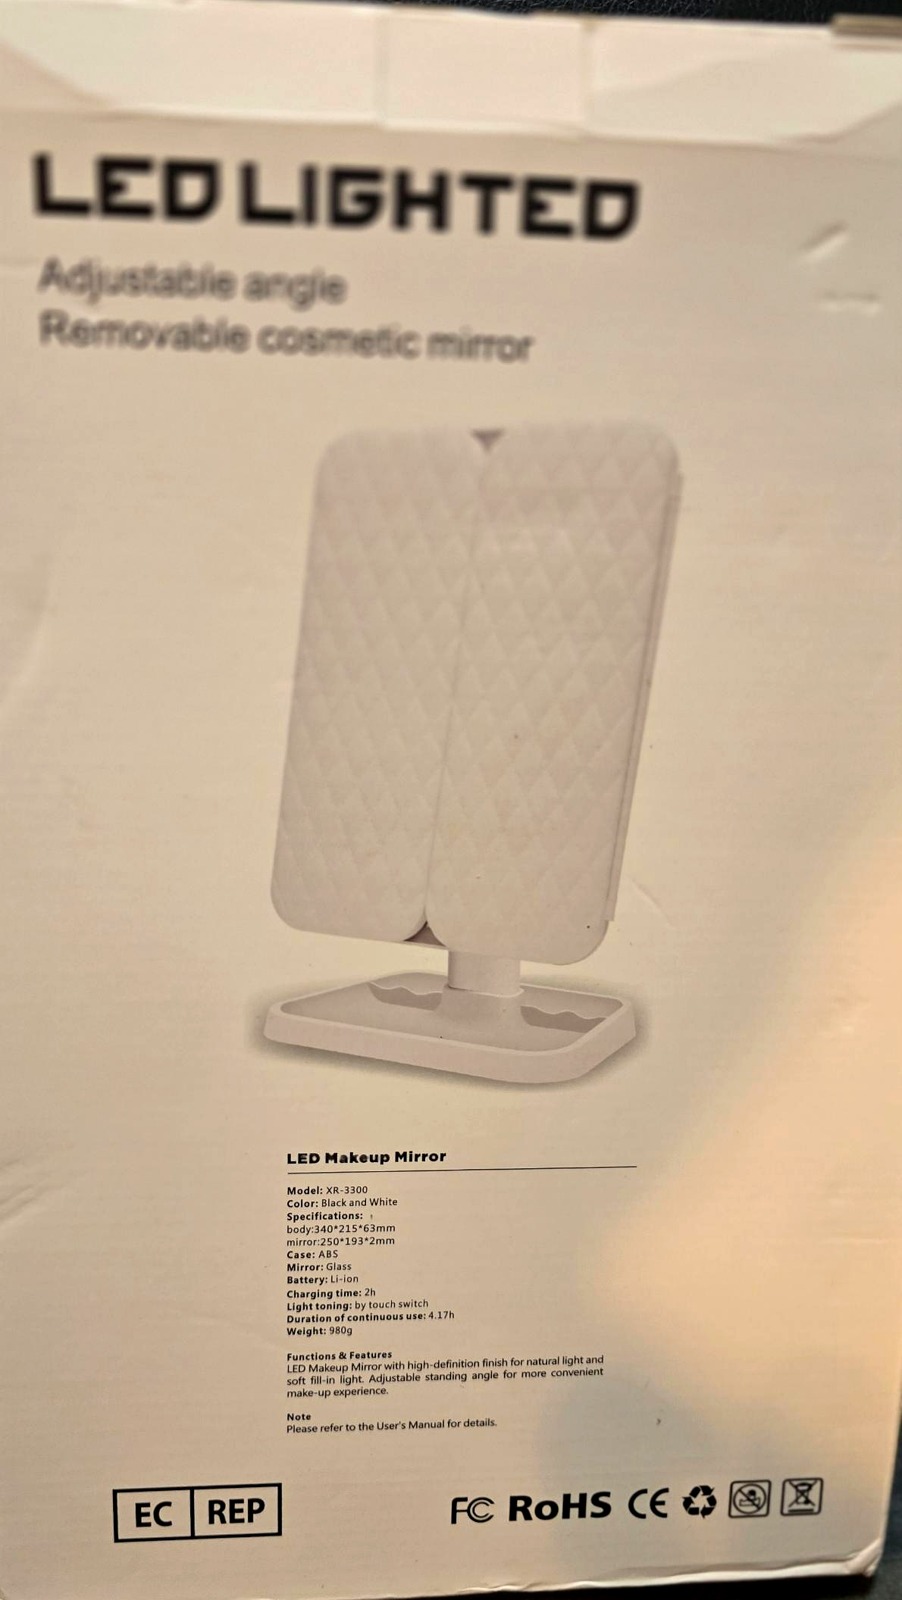 LED LIGHTED
Adjustable angle
Removable cosmetic mirror
LED Makeup Mirror
Model: XR-3300
Color: Black and White
Specifications:
body:340*215*63mm
mirror:250*193*2mm
Case: ABS
Mirror: Glass
Battery: Li-ion
Charging time: 2h
Light toning: by touch switch
Duration of continuous use: 4.17h
Weight: 980g
Functions & Features
LED Makeup Mirror with high-definition finish for natural light and
soft fill-in light. Adjustable standing angle for more convenient
make-up experience.
Note
Please refer to the User's Manual for details.
EC REP FC RoHS CE